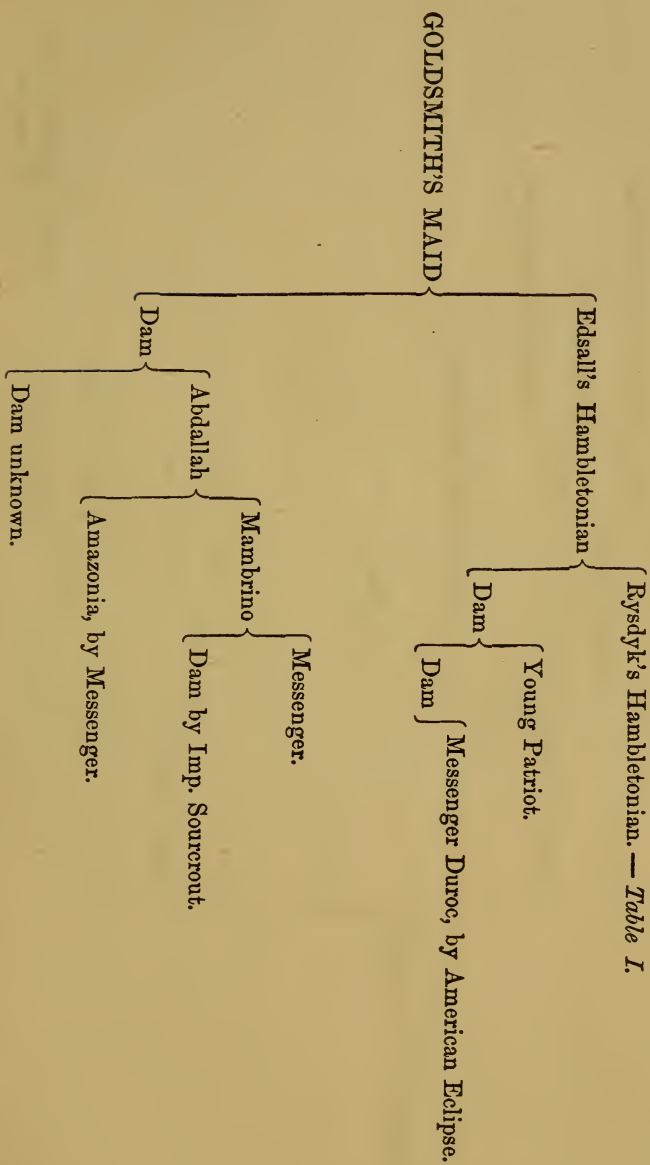 GOLDSMITH'S MAID
Edsall's Hambletonian
Rysdyk's Hambletonian. — Table I.
Dam
Young Patriot.
Dam
Messenger Duroc, by American Eclipse.
Dam
Abdallah
Mambrino
Messenger.
Dam by Imp. Sourcrout.
Amazonia, by Messenger.
Dam unknown.